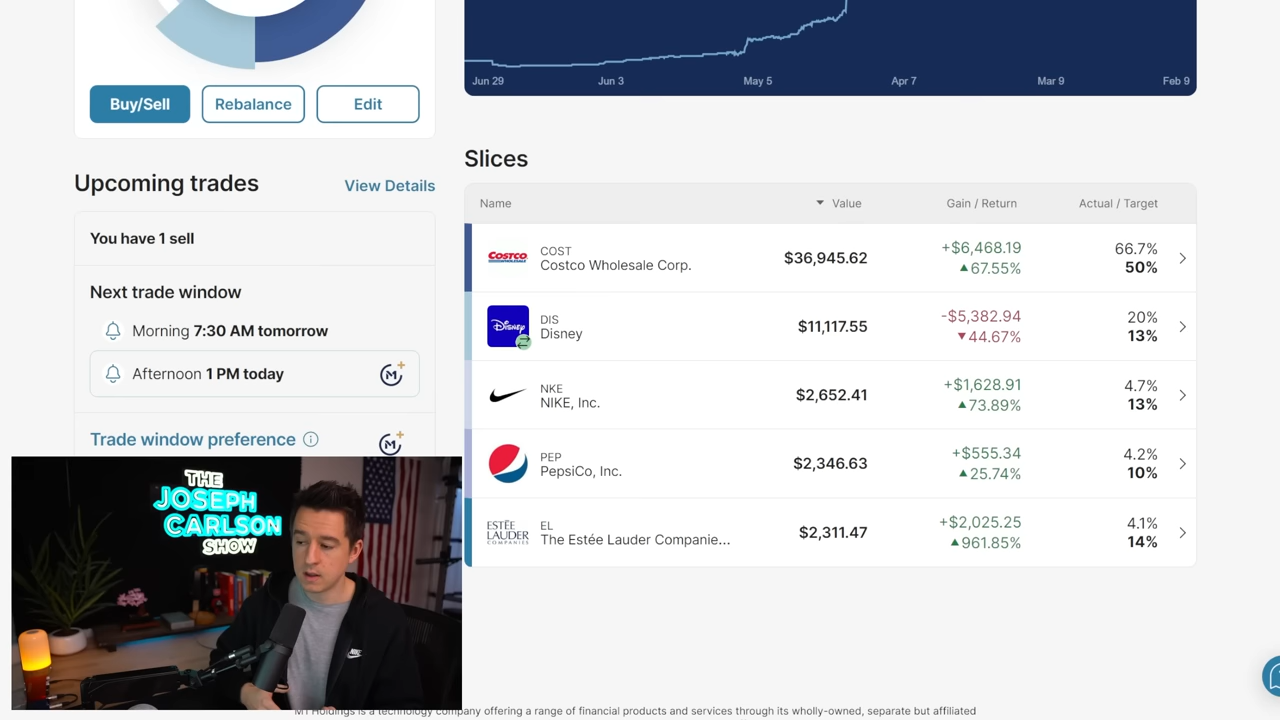 Buy/Sell
Rebalance
Edit
Jun 29
Jun 3
May 5
Apr 7
Mar 9
Feb 9
Upcoming trades
View Details
You have 1 sell
Next trade window
Morning 7:30 AM tomorrow
Afternoon 1 PM today
Trade window preference
Slices
Name
Value
Gain / Return
Actual / Target
COSTCO
WHOLESALE
COST
Costco Wholesale Corp.
$36,945.62
+$6,468.19
67.55%
66.7%
50%
Disney
DIS
Disney
$11,117.55
-$5,382.94
44.67%
20%
13%
NKE
NIKE, Inc.
$2,652.41
+$1,628.91
73.89%
4.7%
13%
PEP
PepsiCo, Inc.
$2,346.63
+$555.34
25.74%
4.2%
10%
ESTĒE
LAUDER
COMPANIES
EL
The Estée Lauder Companie...
$2,311.47
+$2,025.25
961.85%
4.1%
14%
THE
JOSEPH
CARLSON
SHOW
M1 Holdings is a technology company offering a range of financial products and services through its wholly-owned, separate but affiliated